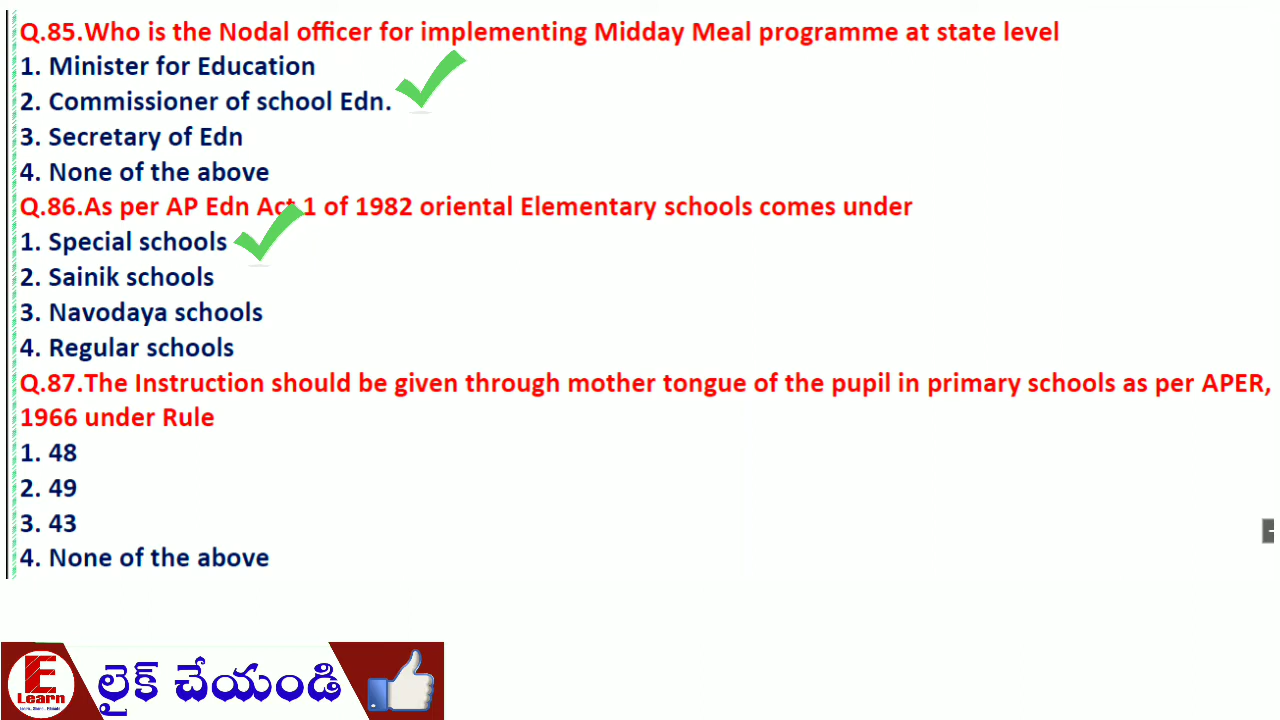 Q.85.Who is the Nodal officer for implementing Midday Meal programme at state level
1. Minister for Education
2. Commissioner of school Edn.
3. Secretary of Edn
4. None of the above
Q.86.As per AP Edn Act 1 of 1982 oriental Elementary schools comes under
1. Special schools
2. Sainik schools
3. Navodaya schools
4. Regular schools
Q.87.The Instruction should be given through mother tongue of the pupil in primary schools as per APER,
1966 under Rule
1. 48
2. 49
3. 43
4. None of the above
E
Learn
లైక్ చేయండి